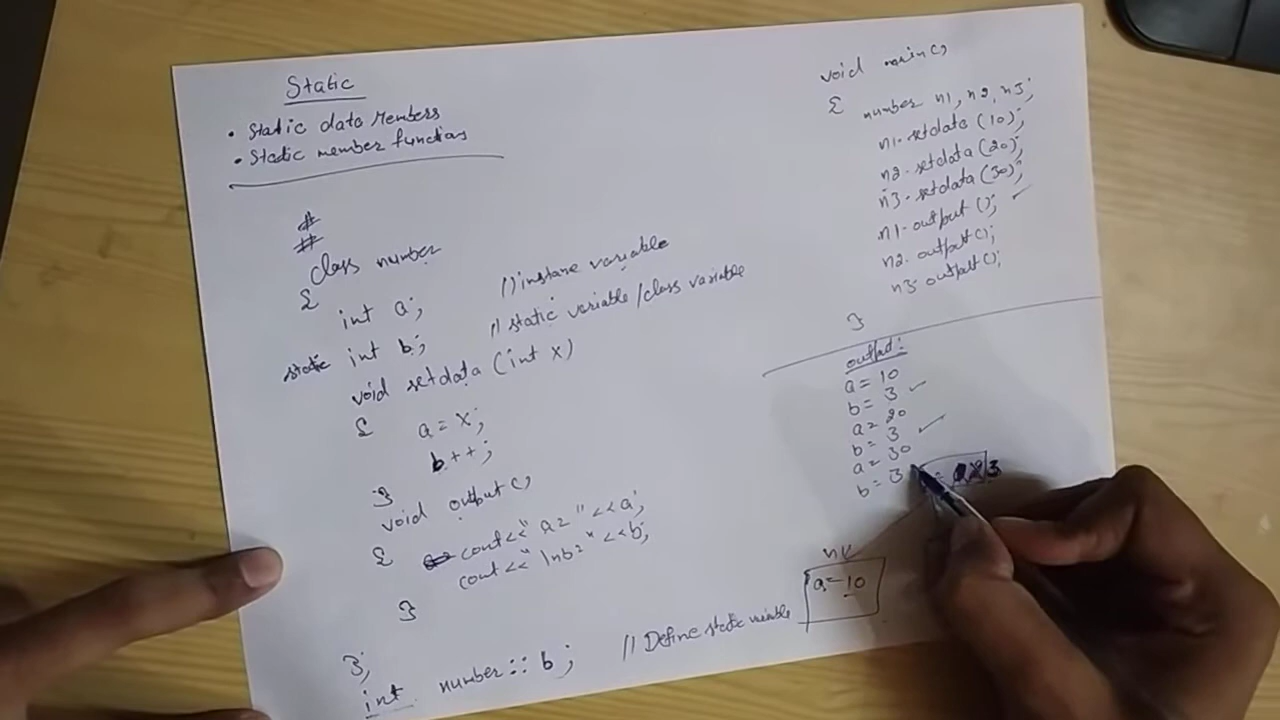 Static
• Static data Members
• Static member functions
#
#
class number
{
int a; // instane variable
static int b; // static variable / class variable
void setdata (int x)
{
a = x;
b++;
}
void output ()
{
cout<<"a="<<a;
cout<<"\nb="<<b;
}
};
int number :: b; // Define static variable
void main()
{
number n1, n2, n3;
n1. setdata (10);
n2. setdata (20);
n3. setdata (30);
n1. output ();
n2. output ();
n3. output ();
}
output:
a = 10
b = 3
a = 20
b = 3
a = 30
b = 3
n1
a=10